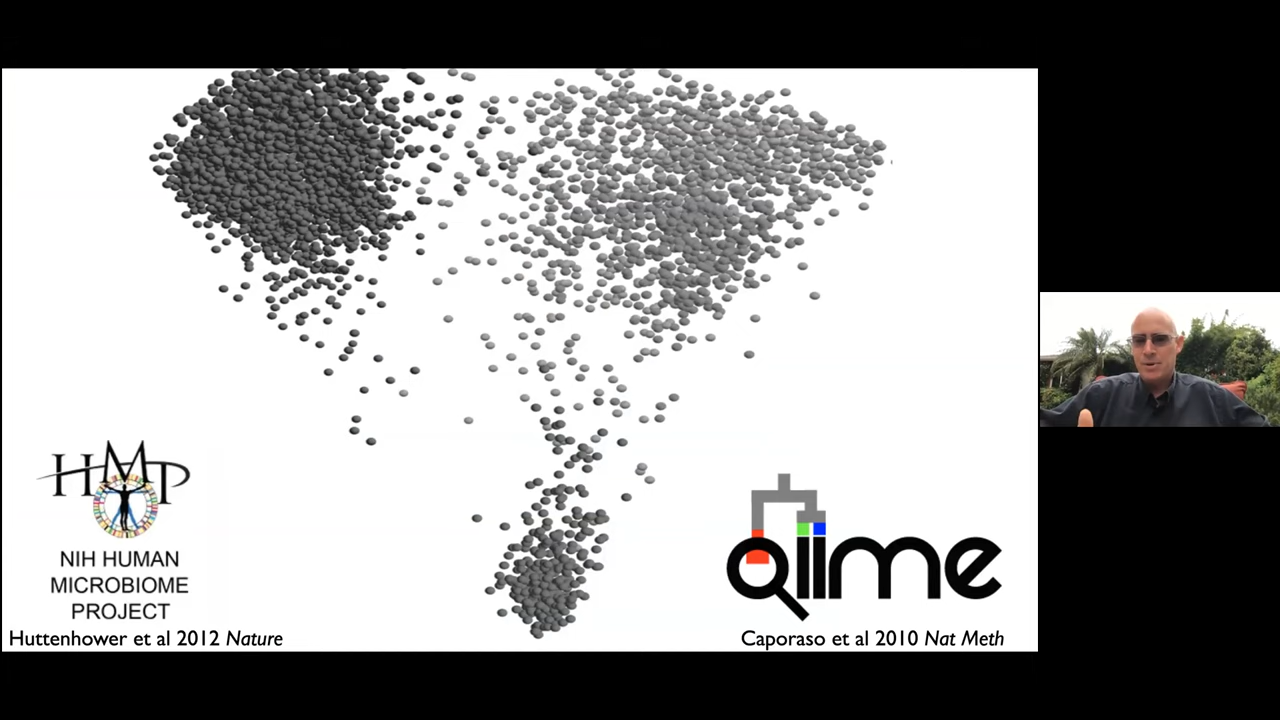 HMP
NIH HUMAN
MICROBIOME
PROJECT
Huttenhower et al 2012 Nature
qiime
Caporaso et al 2010 Nat Meth